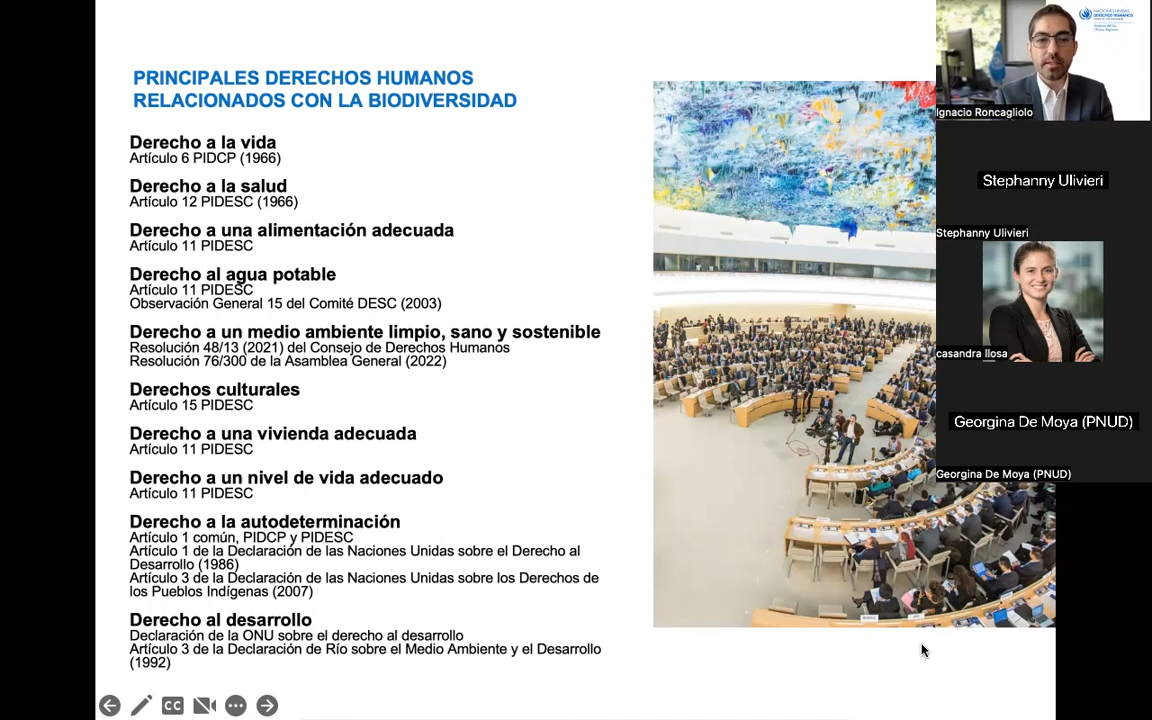 PRINCIPALES DERECHOS HUMANOS
RELACIONADOS CON LA BIODIVERSIDAD
Derecho a la vida
Artículo 6 PIDCP (1966)
Derecho a la salud
Artículo 12 PIDESC (1966)
Derecho a una alimentación adecuada
Artículo 11 PIDESC
Derecho al agua potable
Artículo 11 PIDESC
Observación General 15 del Comité DESC (2003)
Derecho a un medio ambiente limpio, sano y sostenible
Resolución 48/13 (2021) del Consejo de Derechos Humanos
Resolución 76/300 de la Asamblea General (2022)
Derechos culturales
Artículo 15 PIDESC
Derecho a una vivienda adecuada
Artículo 11 PIDESC
Derecho a un nivel de vida adecuado
Artículo 11 PIDESC
Derecho a la autodeterminación
Artículo 1 común, PIDCP y PIDESC
Artículo 1 de la Declaración de las Naciones Unidas sobre el Derecho al
Desarrollo (1986)
Artículo 3 de la Declaración de las Naciones Unidas sobre los Derechos de
los Pueblos Indígenas (2007)
Derecho al desarrollo
Declaración de la ONU sobre el derecho al desarrollo
Artículo 3 de la Declaración de Río sobre el Medio Ambiente y el Desarrollo
(1992)
CC
NACIONES UNIDAS
DERECHOS HUMANOS
Ignacio Roncagliolo
Stephanny Ulivieri
Stephanny Ulivieri
casandra llosa
Georgina De Moya (PNUD)
Georgina De Moya (PNUD)